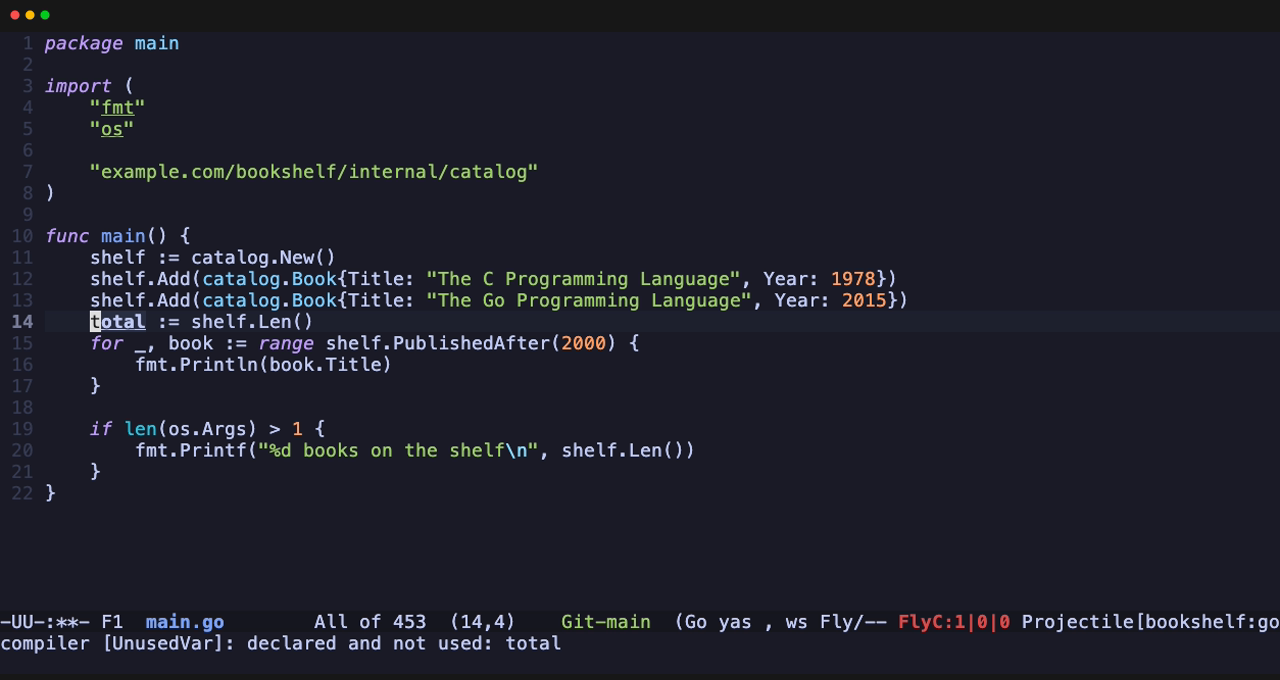 1 package main
2
3 import (
4     "fmt"
5     "os"
6
7     "example.com/bookshelf/internal/catalog"
8 )
9
10 func main() {
11     shelf := catalog.New()
12     shelf.Add(catalog.Book{Title: "The C Programming Language", Year: 1978})
13     shelf.Add(catalog.Book{Title: "The Go Programming Language", Year: 2015})
14     total := shelf.Len()
15     for _, book := range shelf.PublishedAfter(2000) {
16         fmt.Println(book.Title)
17     }
18
19     if len(os.Args) > 1 {
20         fmt.Printf("%d books on the shelf\n", shelf.Len())
21     }
22 }
-UU-:**- F1  main.go        All of 453  (14,4)    Git-main  (Go yas , ws Fly/-- FlyC:1|0|0 Projectile[bookshelf:go
compiler [UnusedVar]: declared and not used: total